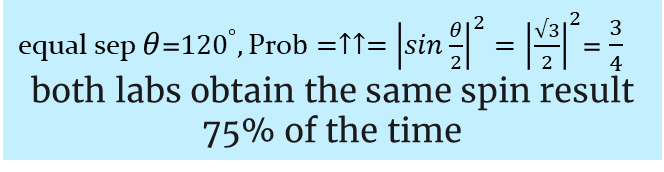 equal sep θ=120°, Prob =↑↑= |sin θ/2|² = |√3/2|² = 3/4
both labs obtain the same spin result
75% of the time